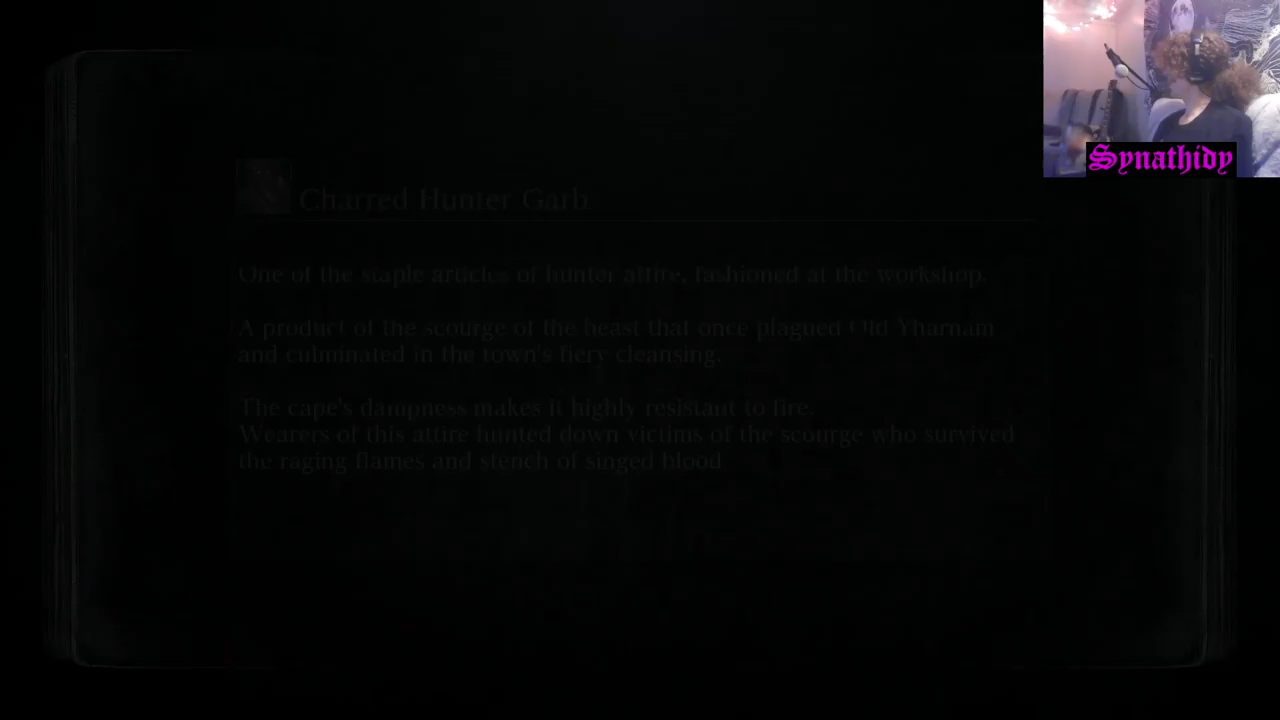 Synathidy
Charred Hunter Garb
One of the staple articles of hunter attire, fashioned at the workshop.
A product of the scourge of the beast that once plagued Old Yharnam
and culminated in the town's fiery cleansing.
The cape's dampness makes it highly resistant to fire.
Wearers of this attire hunted down victims of the scourge who survived
the raging flames and stench of singed blood